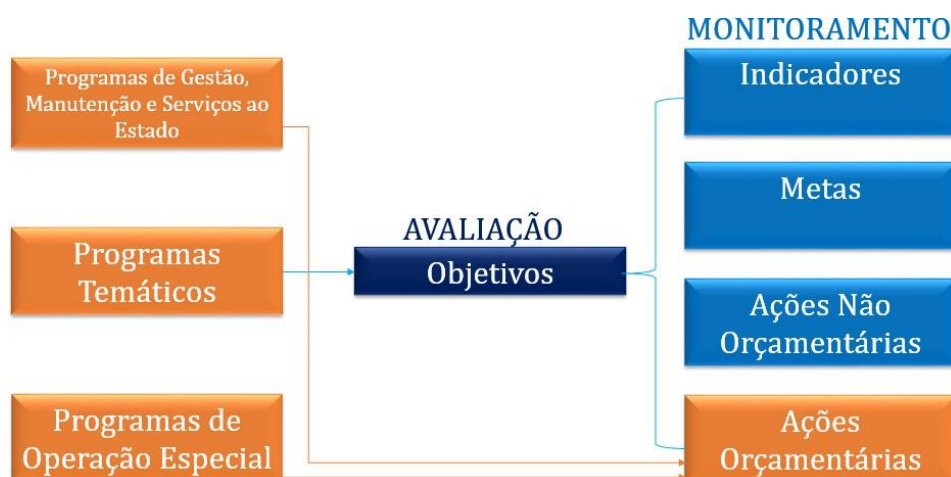 Programas de Gestão,
Manutenção e Serviços ao
Estado
Programas
Temáticos
Programas de
Operação Especial
AVALIAÇÃO
Objetivos
MONITORAMENTO
Indicadores
Metas
Ações Não
Orçamentárias
Ações
Orçamentárias